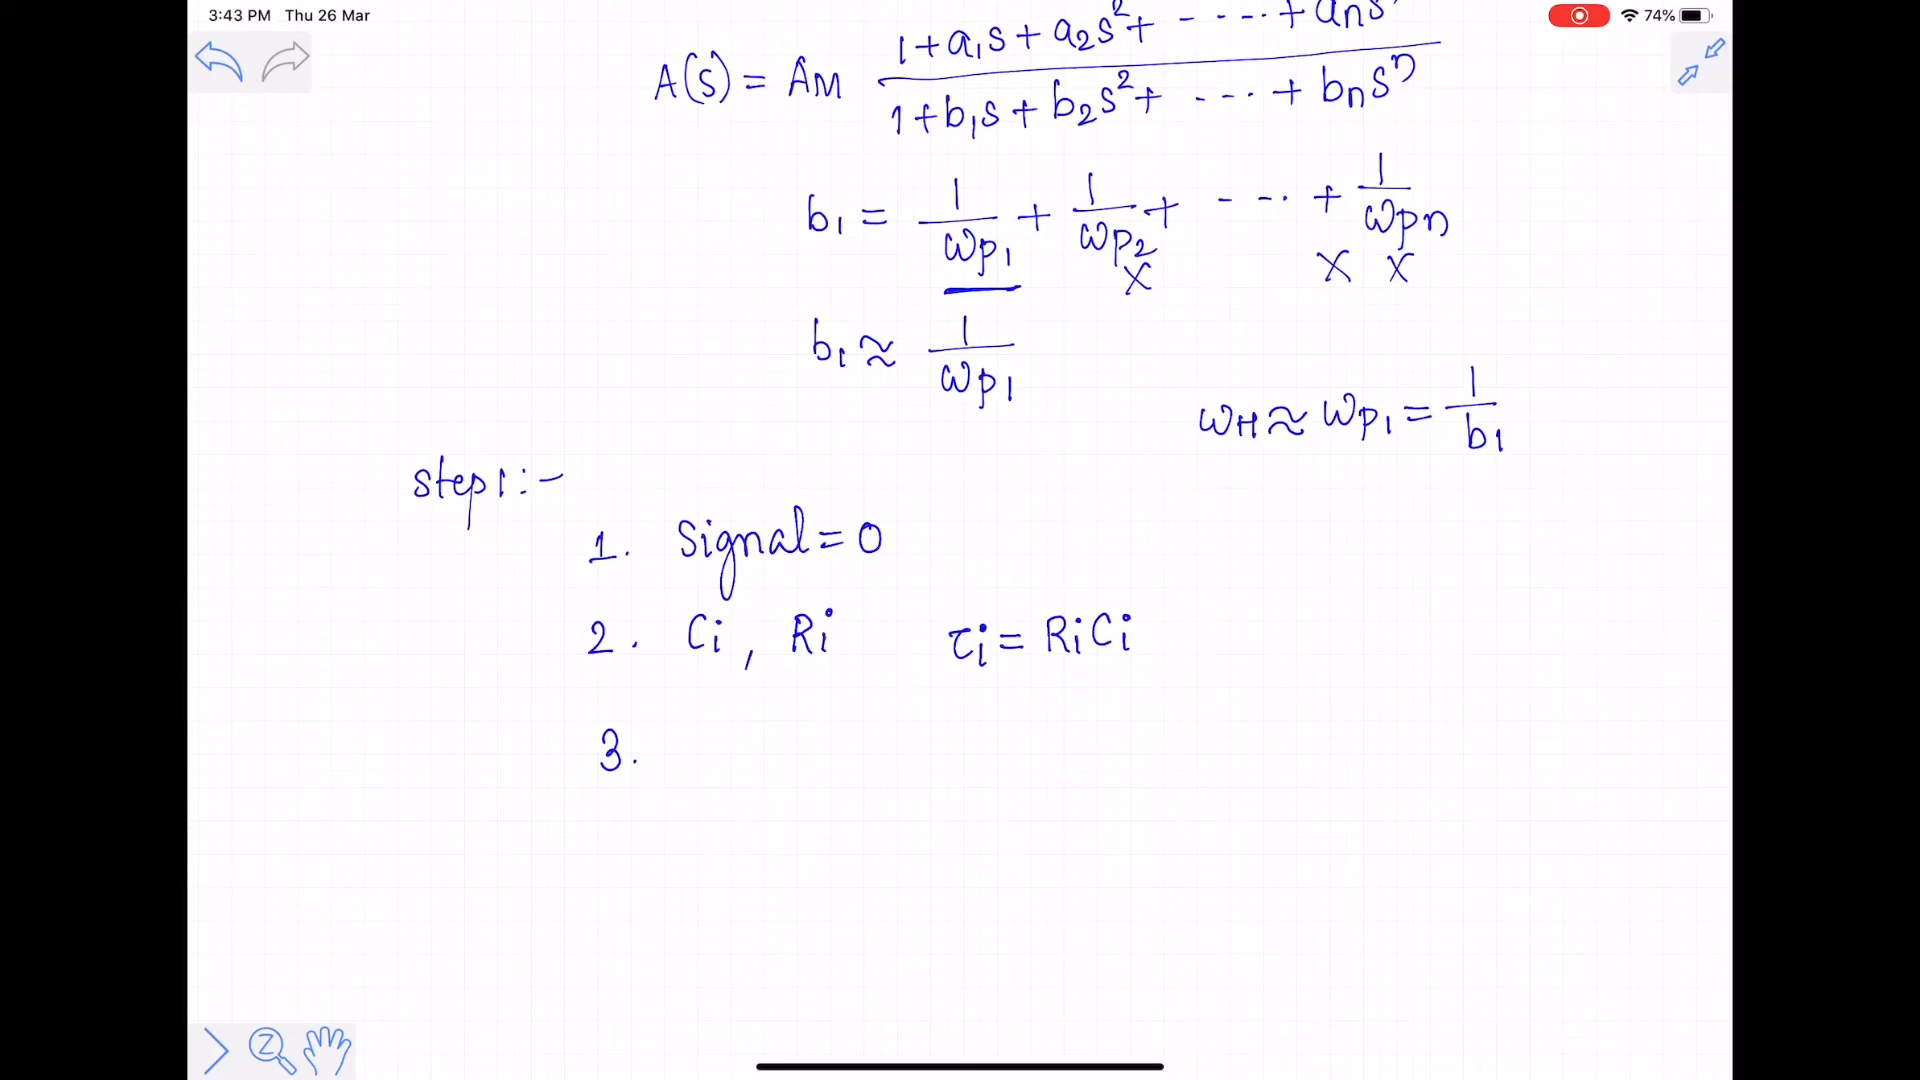 3:43 PM Thu 26 Mar 74%
A(s) = AM (1+a₁s + a₂s² + - - - - - + aₙs) / (1+b₁s + b₂s² + - - - - + bₙsⁿ)
b₁ = 1/ωp₁ + 1/ωp₂ + - - - - + 1/ωpn
X X X
b₁ ≈ 1/ωp₁
ωH ≈ ωp₁ = 1/b₁
step1:-
1. Signal = 0
2. Ci, Ri τi = RiCi
3.
Z